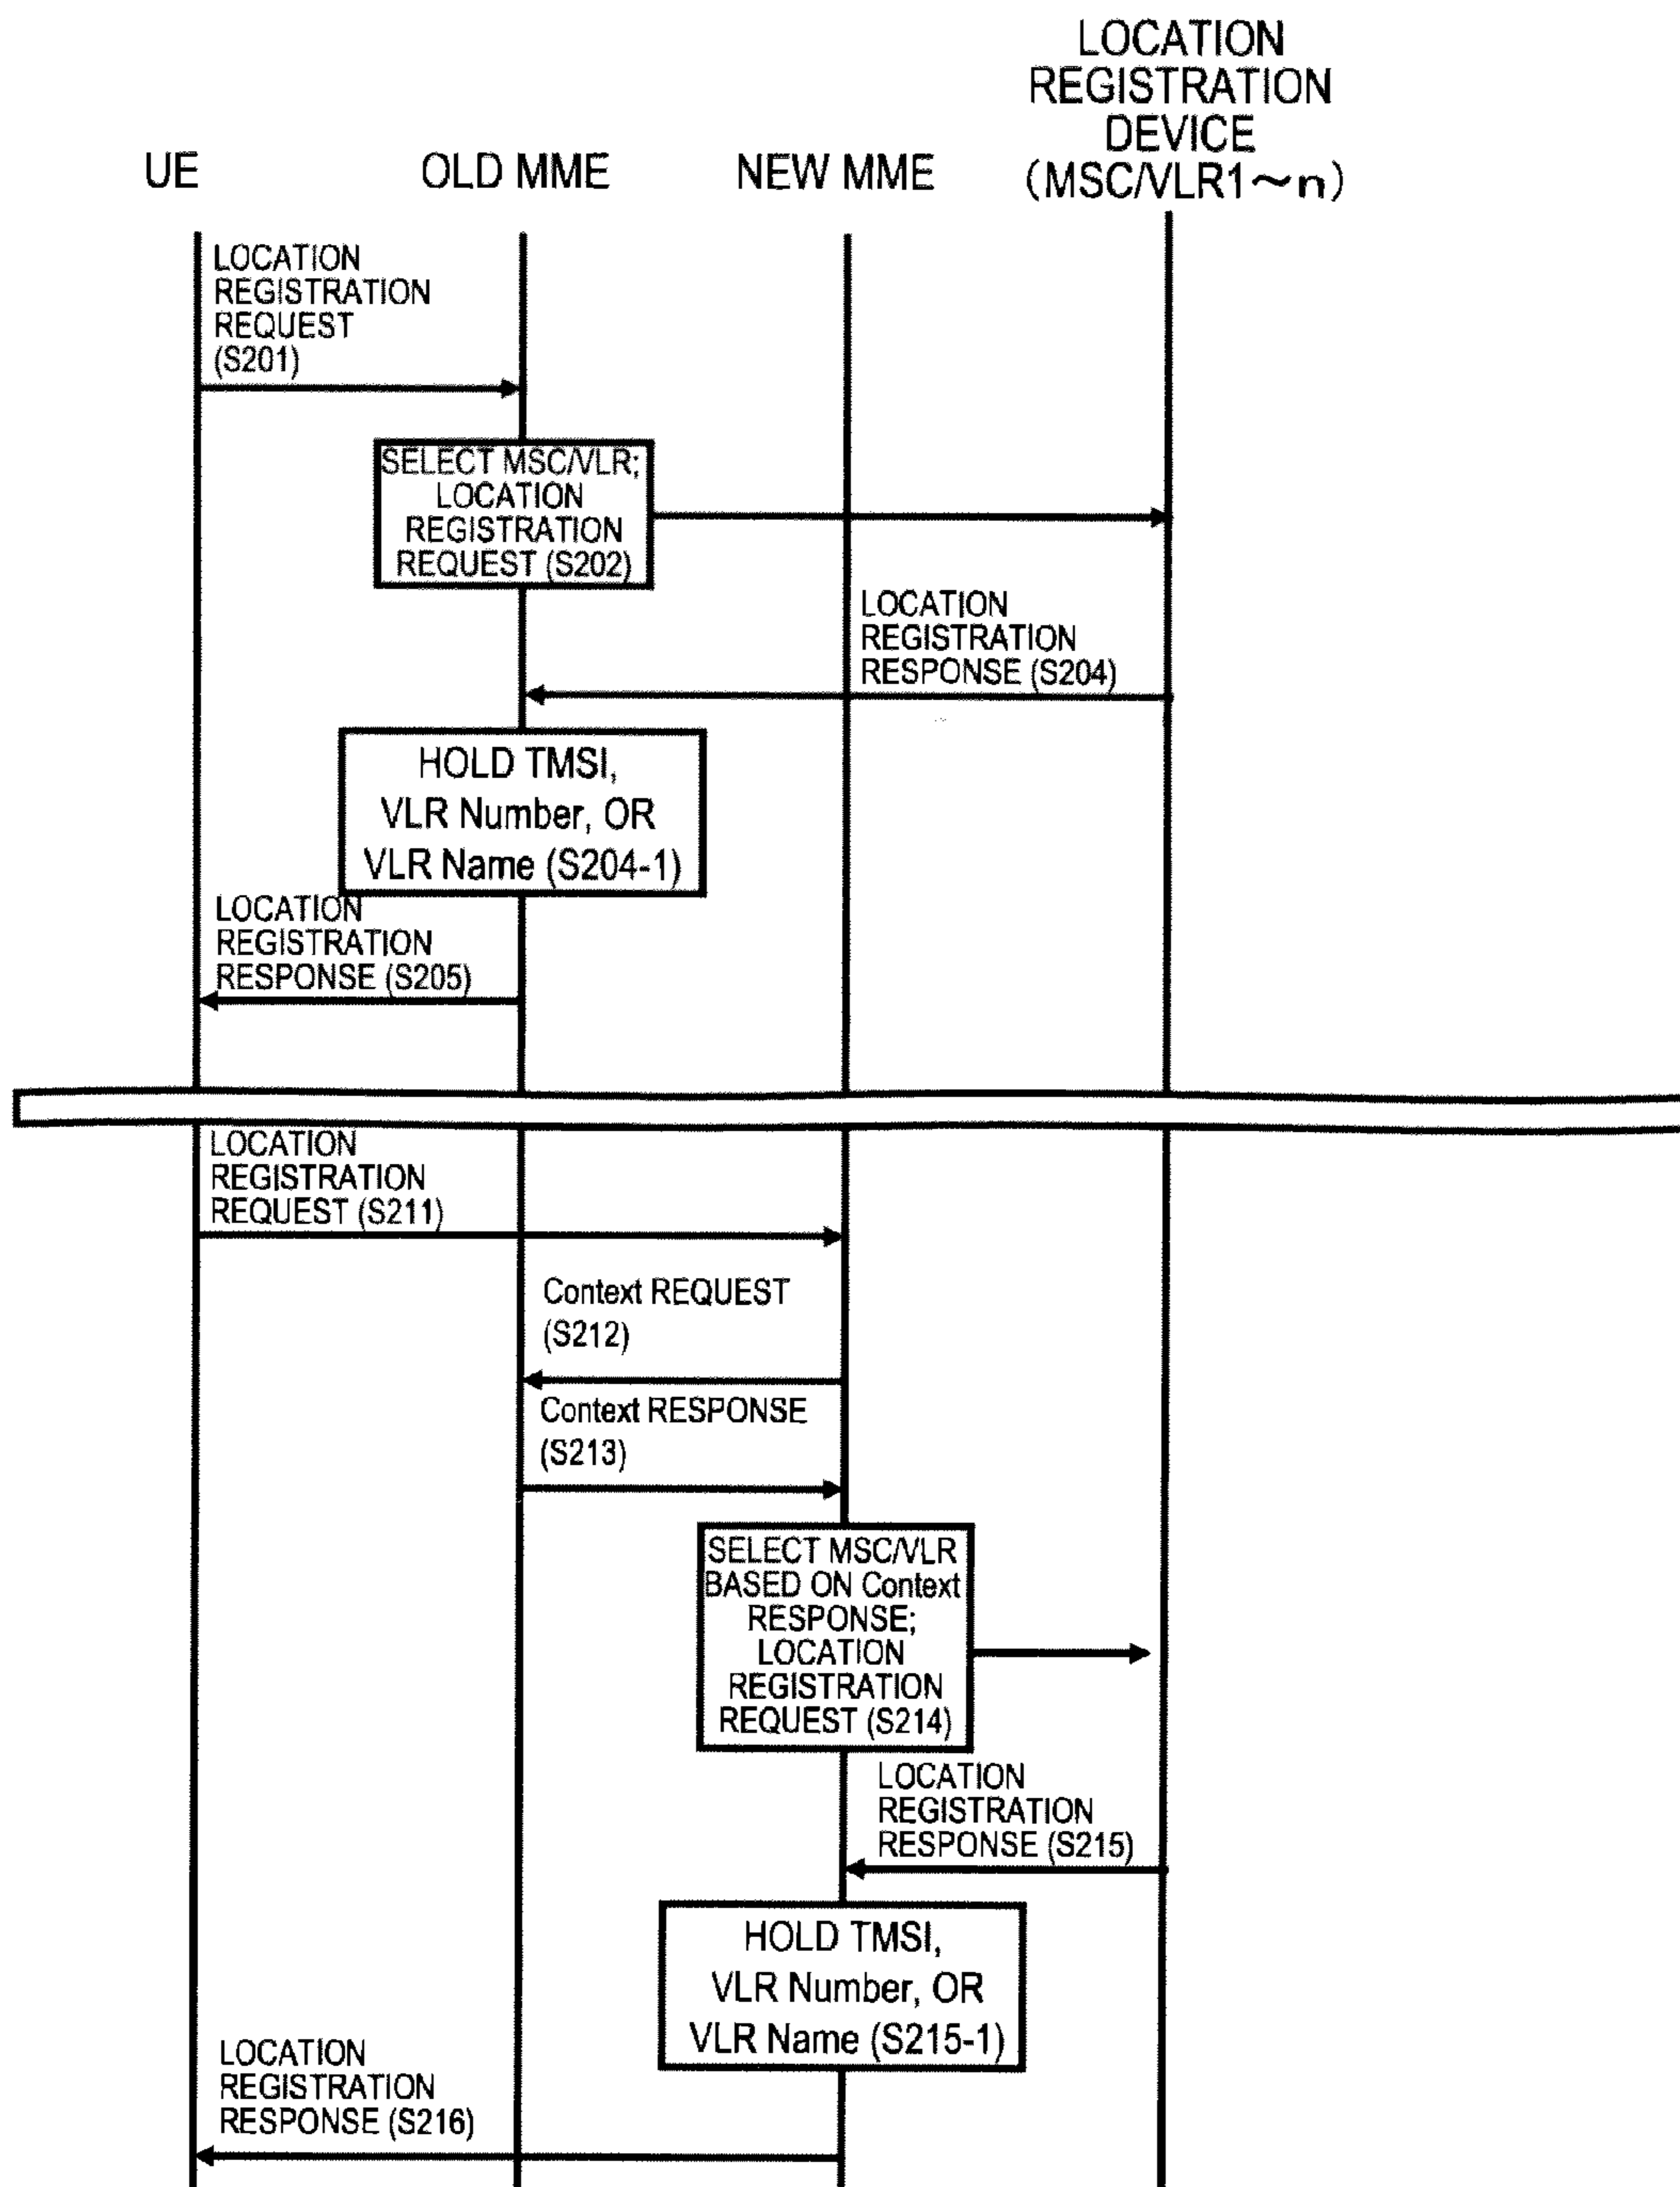 LOCATION
REGISTRATION
DEVICE
(MSC/VLR1～n)
UE
OLD MME
NEW MME
LOCATION
REGISTRATION
REQUEST
(S201)
SELECT MSC/VLR;
LOCATION
REGISTRATION
REQUEST (S202)
LOCATION
REGISTRATION
RESPONSE (S204)
HOLD TMSI,
VLR Number, OR
VLR Name (S204-1)
LOCATION
REGISTRATION
RESPONSE (S205)
LOCATION
REGISTRATION
REQUEST (S211)
Context REQUEST
(S212)
Context RESPONSE
(S213)
SELECT MSC/VLR
BASED ON Context
RESPONSE;
LOCATION
REGISTRATION
REQUEST (S214)
LOCATION
REGISTRATION
RESPONSE (S215)
HOLD TMSI,
VLR Number, OR
VLR Name (S215-1)
LOCATION
REGISTRATION
RESPONSE (S216)